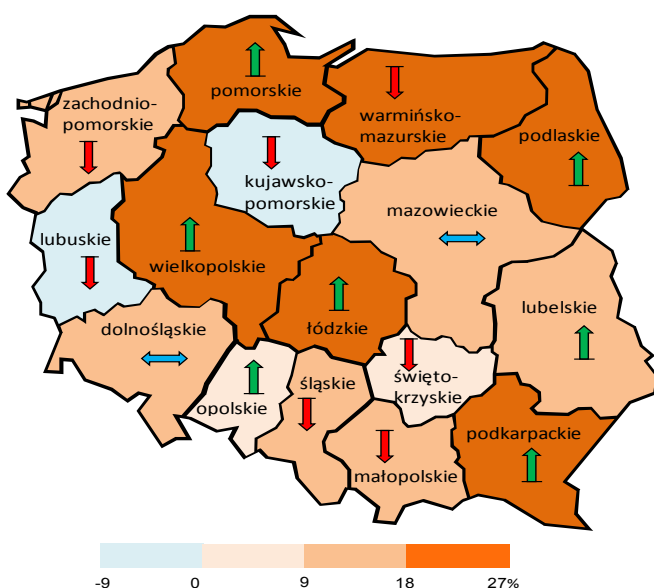 pomorskie
zachodnio-
pomorskie
warmińsko-
mazurskie
podlaskie
kujawsko-
pomorskie
mazowieckie
lubuskie
wielkopolskie
lubelskie
dolnośląskie
łódzkie
śląskie
święto-
krzyskie
opolskie
podkarpackie
małopolskie
-9 0 9 18 27%